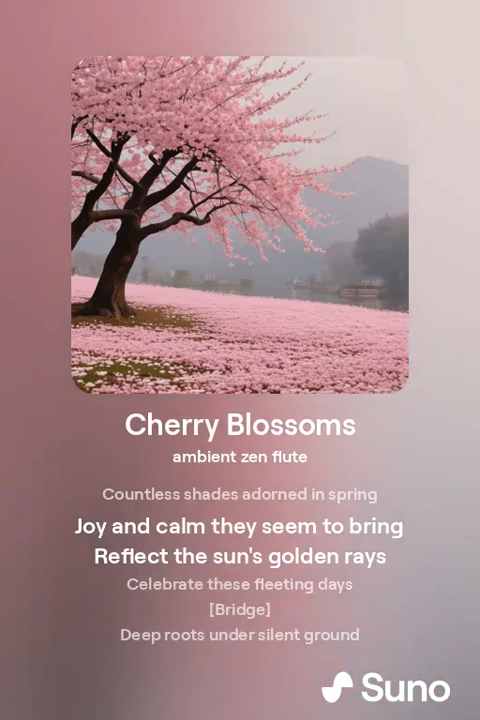 Cherry Blossoms
ambient zen flute
Countless shades adorned in spring
Joy and calm they seem to bring
Reflect the sun's golden rays
Celebrate these fleeting days
[Bridge]
Deep roots under silent ground
Suno